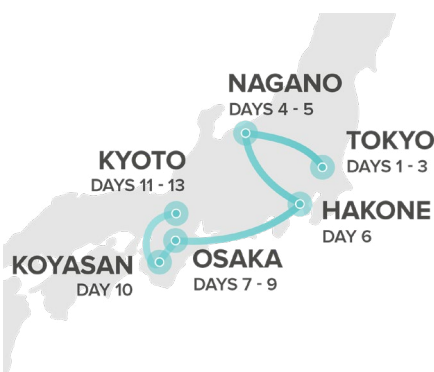 NAGANO
DAYS 4 - 5
TOKYO
DAYS 1 - 3
KYOTO
DAYS 11 - 13
HAKONE
DAY 6
KOYASAN
DAY 10
OSAKA
DAYS 7 - 9